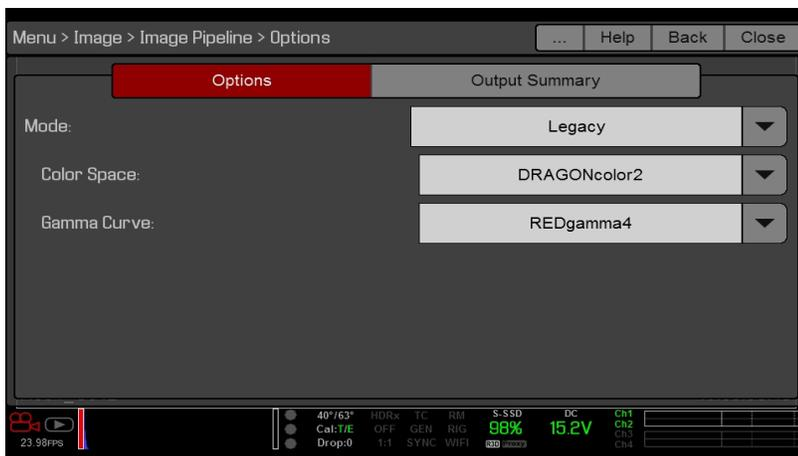 Menu > Image > Image Pipeline > Options ... Help Back Close
Options Output Summary
Mode: Legacy
Color Space: DRAGONcolor2
Gamma Curve: REDgamma4
40°/63° HDRx TC RM S-SSD DC Ch1
Cal:T/E OFF GEN RIG 98% 15.2V Ch2
Drop:0 1:1 SYNC WIFI R3D Proxy Ch3
23.98FPS Ch4